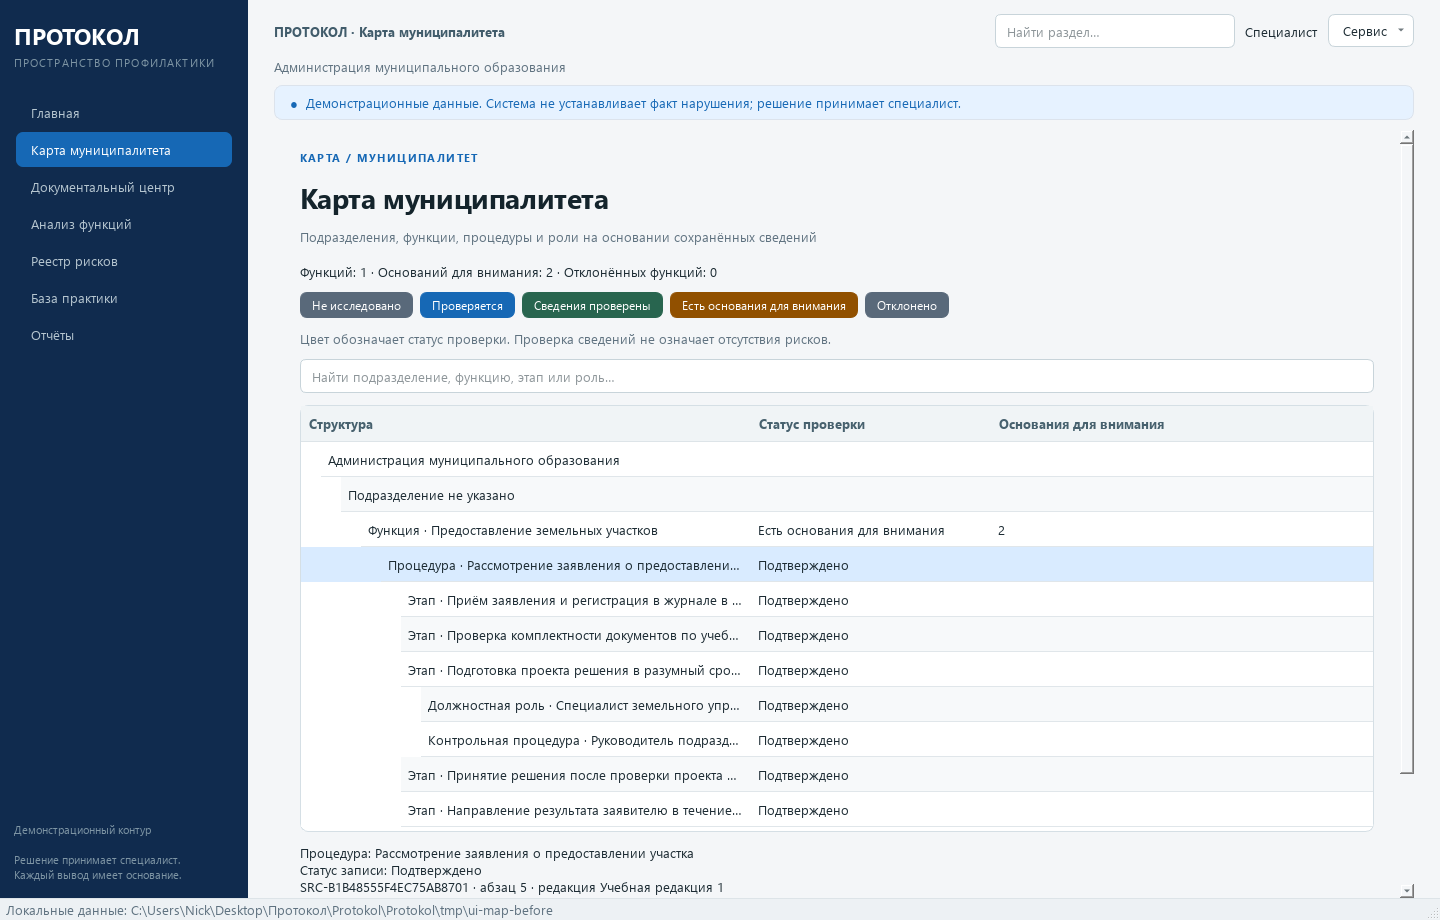 ПРОТОКОЛ
ПРОСТРАНСТВО ПРОФИЛАКТИКИ
Главная
Карта муниципалитета
Документальный центр
Анализ функций
Реестр рисков
База практики
Отчёты
Демонстрационный контур
Решение принимает специалист.
Каждый вывод имеет основание.
ПРОТОКОЛ · Карта муниципалитета
Найти раздел...
Специалист
Сервис
Администрация муниципального образования
● Демонстрационные данные. Система не устанавливает факт нарушения; решение принимает специалист.
КАРТА / МУНИЦИПАЛИТЕТ
Карта муниципалитета
Подразделения, функции, процедуры и роли на основании сохранённых сведений
Функций: 1 · Оснований для внимания: 2 · Отклонённых функций: 0
Не исследовано Проверяется Сведения проверены Есть основания для внимания Отклонено
Цвет обозначает статус проверки. Проверка сведений не означает отсутствия рисков.
Найти подразделение, функцию, этап или роль...
Структура Статус проверки Основания для внимания
Администрация муниципального образования
Подразделение не указано
Функция · Предоставление земельных участков Есть основания для внимания 2
Процедура · Рассмотрение заявления о предоставлени... Подтверждено
Этап · Приём заявления и регистрация в журнале в ... Подтверждено
Этап · Проверка комплектности документов по учеб... Подтверждено
Этап · Подготовка проекта решения в разумный сро... Подтверждено
Должностная роль · Специалист земельного упр... Подтверждено
Контрольная процедура · Руководитель подразд... Подтверждено
Этап · Принятие решения после проверки проекта ... Подтверждено
Этап · Направление результата заявителю в течение... Подтверждено
Процедура: Рассмотрение заявления о предоставлении участка
Статус записи: Подтверждено
SRC-B1B48555F4EC75AB8701 · абзац 5 · редакция Учебная редакция 1
Локальные данные: C:\Users\Nick\Desktop\Протокол\Protokol\Protokol\tmp\ui-map-before